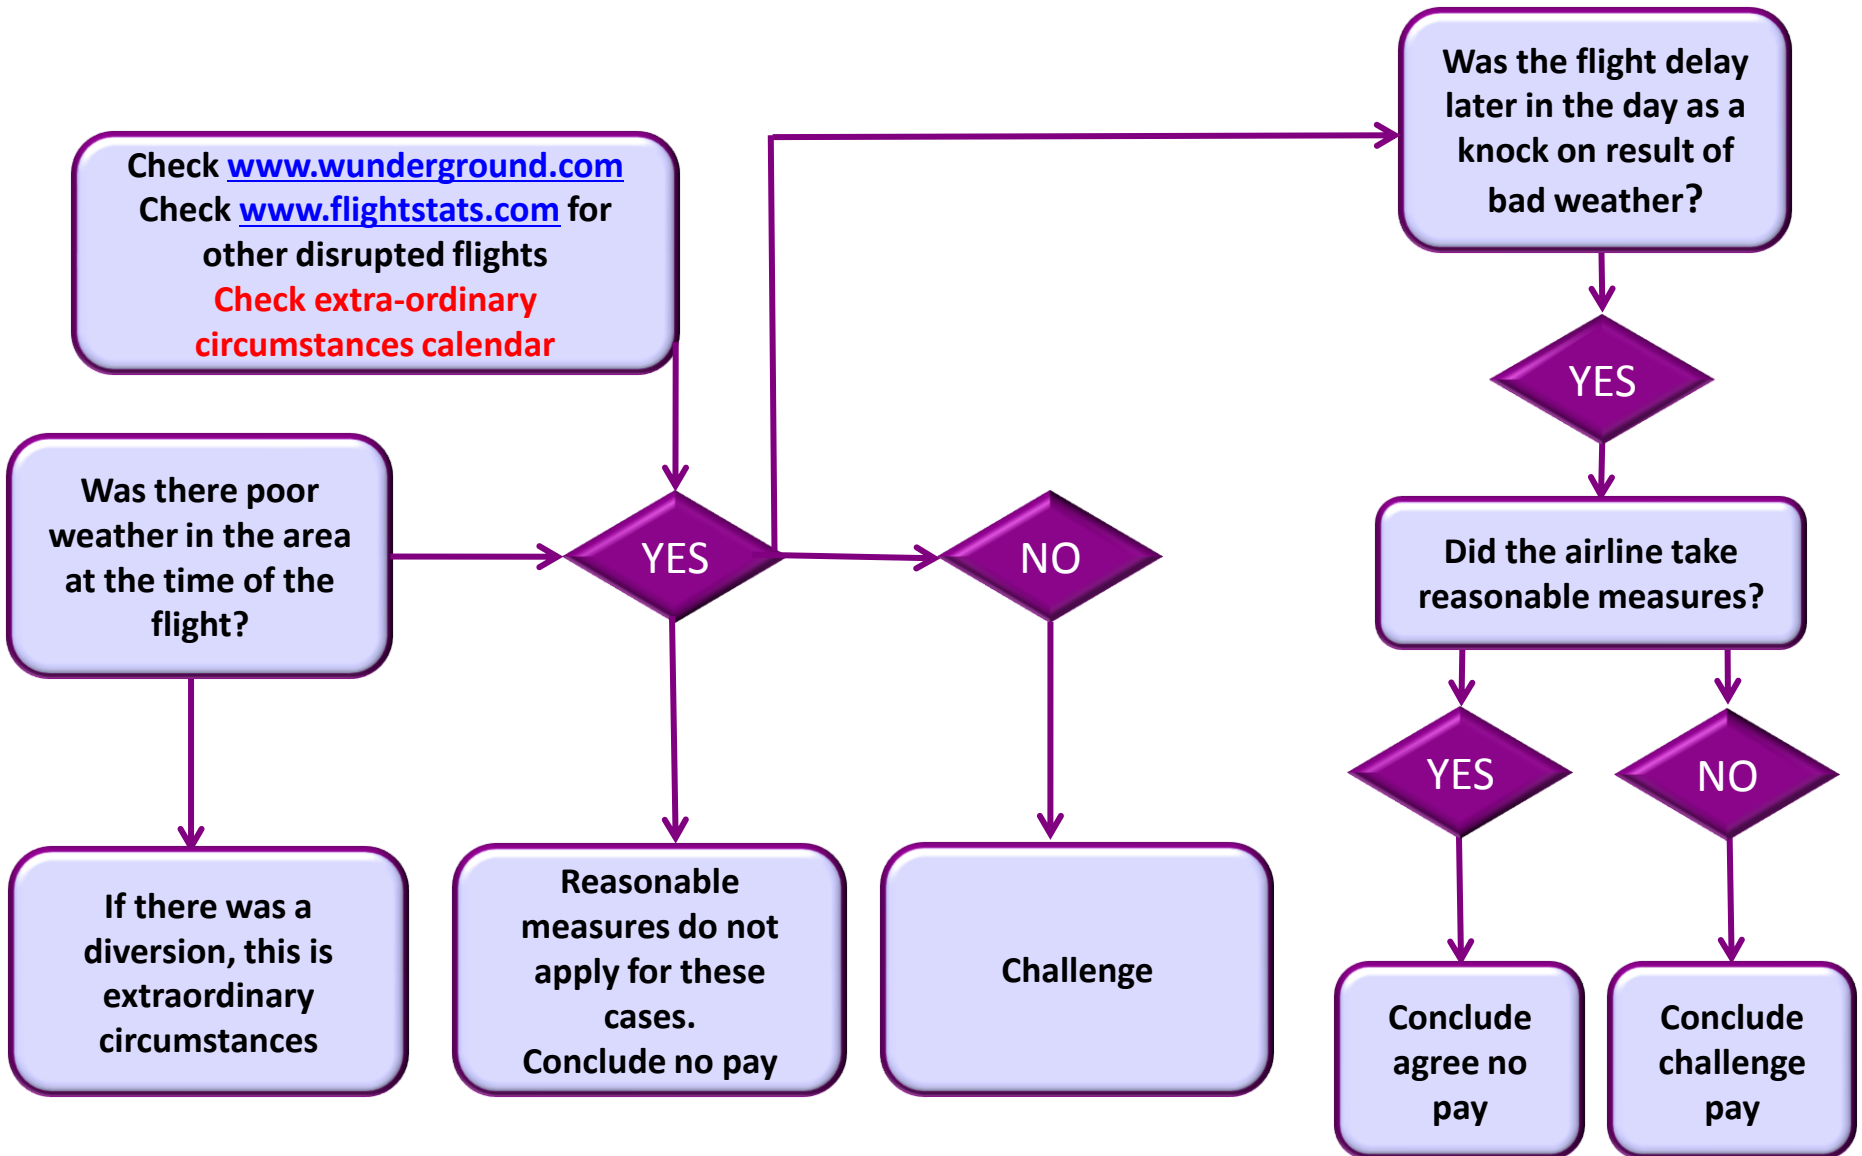 Check www.wunderground.com
Check www.flightstats.com for
other disrupted flights
Check extra-ordinary
circumstances calendar
Was the flight delay
later in the day as a
knock on result of
bad weather?
YES
Was there poor
weather in the area
at the time of the
flight?
YES
NO
Did the airline take
reasonable measures?
YES
NO
If there was a
diversion, this is
extraordinary
circumstances
Reasonable
measures do not
apply for these
cases.
Conclude no pay
Challenge
Conclude
agree no
pay
Conclude
challenge
pay